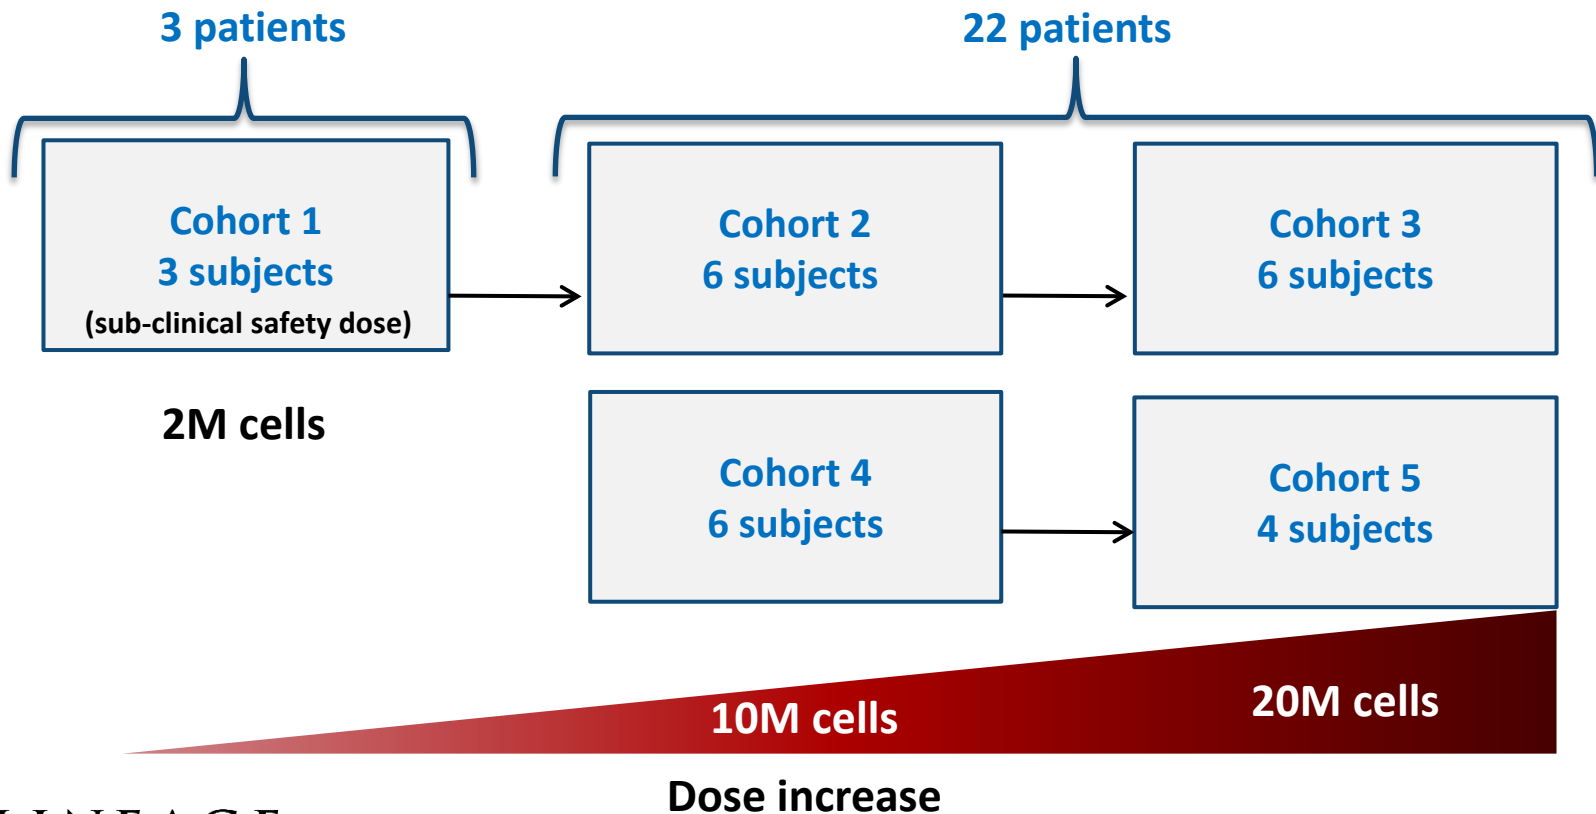 3 patients
22 patients
Cohort 1
3 subjects
(sub-clinical safety dose)
Cohort 2
6 subjects
Cohort 3
6 subjects
2M cells
Cohort 4
6 subjects
Cohort 5
4 subjects
10M cells
20M cells
Dose increase
LINEAGE